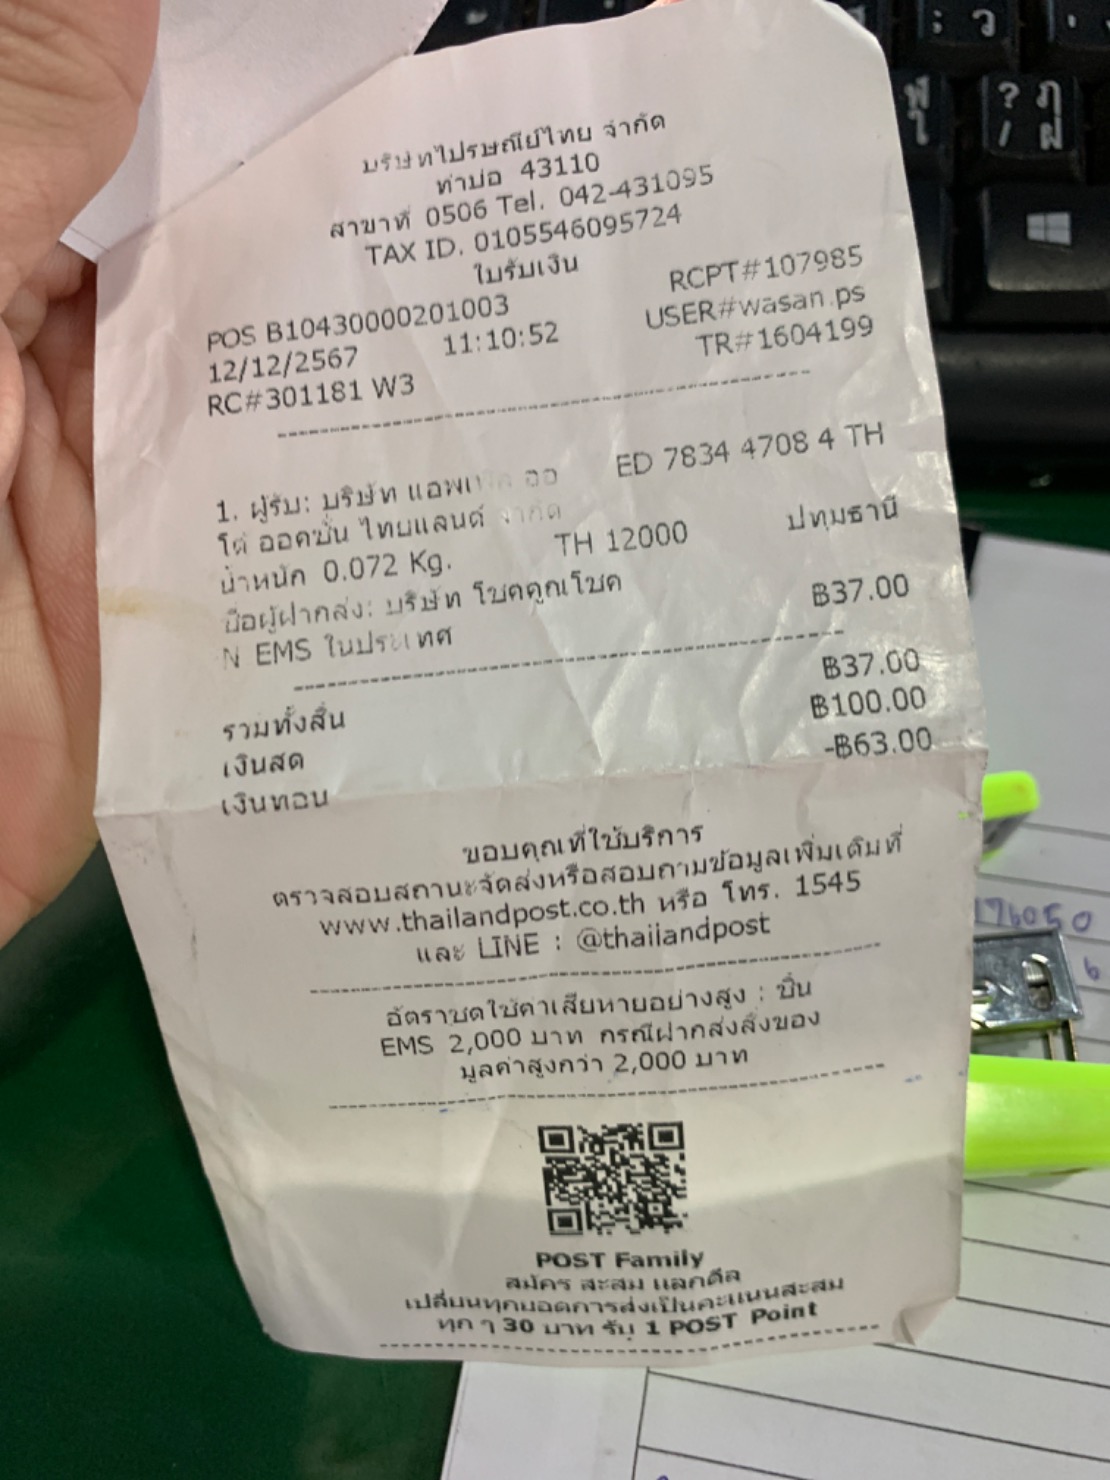 บริษัทไปรษณีย์ไทย จำกัด
ท่าบ่อ 43110
สาขาที่ 0506 Tel. 042-431095
TAX ID. 0105546095724
ใบรับเงิน
POS B10430000201003 RCPT#107985
12/12/2567 11:10:52 USER#wasan.ps
RC#301181 W3 TR#1604199
1. ผู้รับ: บริษัท แอพเพิล ออ ED 7834 4708 4 TH
โต้ ออคชั่น ไทยแลนด์ จำกัด
น้ำหนัก 0.072 Kg. TH 12000 ปทุมธานี
ชื่อผู้ฝากส่ง: บริษัท โชคคูณโชค
N EMS ในประเทศ ฿37.00
รวมทั้งสิ้น ฿37.00
เงินสด ฿100.00
เงินทอน -฿63.00
ขอบคุณที่ใช้บริการ
ตรวจสอบสถานะจัดส่งหรือสอบถามข้อมูลเพิ่มเติมที่
www.thailandpost.co.th หรือ โทร. 1545
และ LINE : @thailandpost
อัตราชดใช้ค่าเสียหายอย่างสูง : ชิ้น
EMS 2,000 บาท กรณีฝากส่งสิ่งของ
มูลค่าสูงกว่า 2,000 บาท
POST Family
สมัคร สะสม แลกดีล
เปลี่ยนทุกยอดการส่งเป็นคะแนนสะสม
ทุก ๆ 30 บาท รับ 1 POST Point